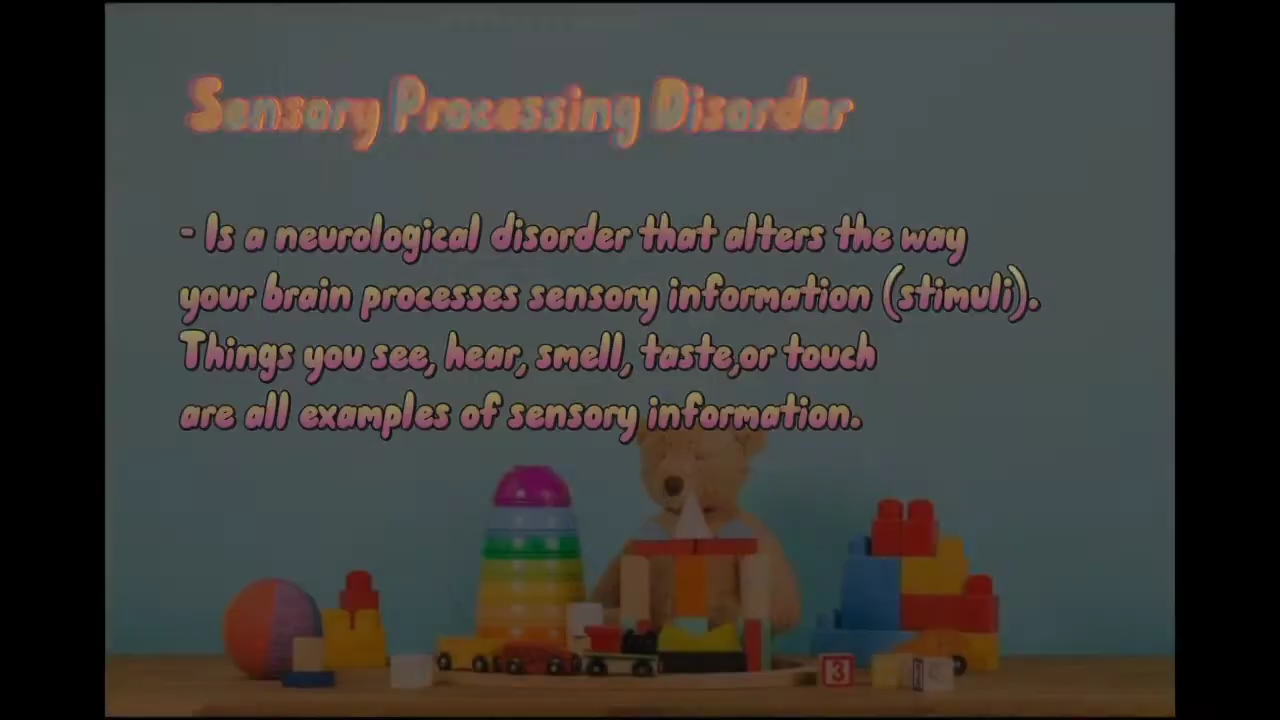 Sensory Processing Disorder
- Is a neurological disorder that alters the way
your brain processes sensory information (stimuli).
Things you see, hear, smell, taste,or touch
are all examples of sensory information.
3